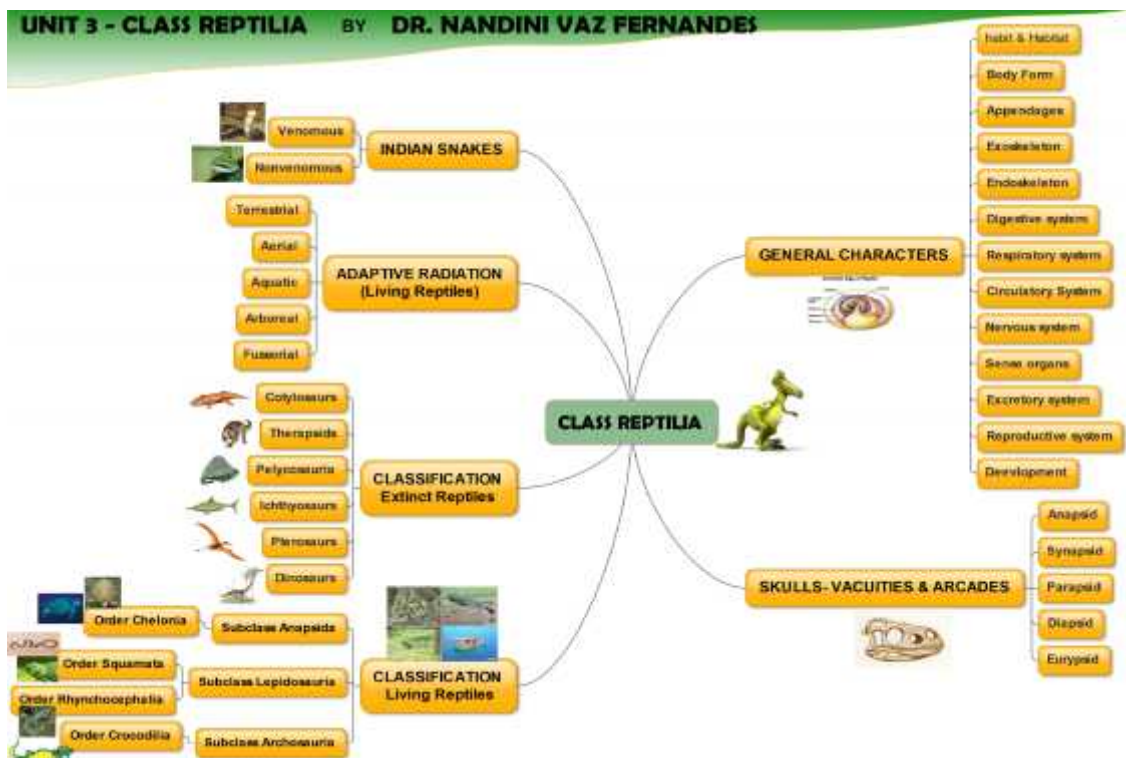 UNIT 3 - CLASS REPTILIA BY DR. NANDINI VAZ FERNANDES
INDIAN SNAKES
Venomous
Nonvenomous
ADAPTIVE RADIATION
(Living Reptiles)
Terrestrial
Aerial
Aquatic
Arboreal
Fussorial
CLASSIFICATION
Extinct Reptiles
Cotylosaurs
Therapsids
Pelycosauria
Ichthyosaurs
Pterosaurs
Dinosaurs
CLASSIFICATION
Living Reptiles
Subclass Anapsida
Order Chelonia
Subclass Lepidosauria
Order Squamata
Order Rhynchocephalia
Subclass Archosauria
Order Crocodilia
CLASS REPTILIA
GENERAL CHARACTERS
habit & Habitat
Body Form
Appendages
Exoskeleton
Endoskeleton
Digestive system
Respiratory system
Circulatory System
Nervous system
Sense organs
Excretory system
Reproductive system
Deevlopment
SKULLS- VACUITIES & ARCADES
Anapsid
Synapsid
Parapsid
Diapsid
Eurypsid